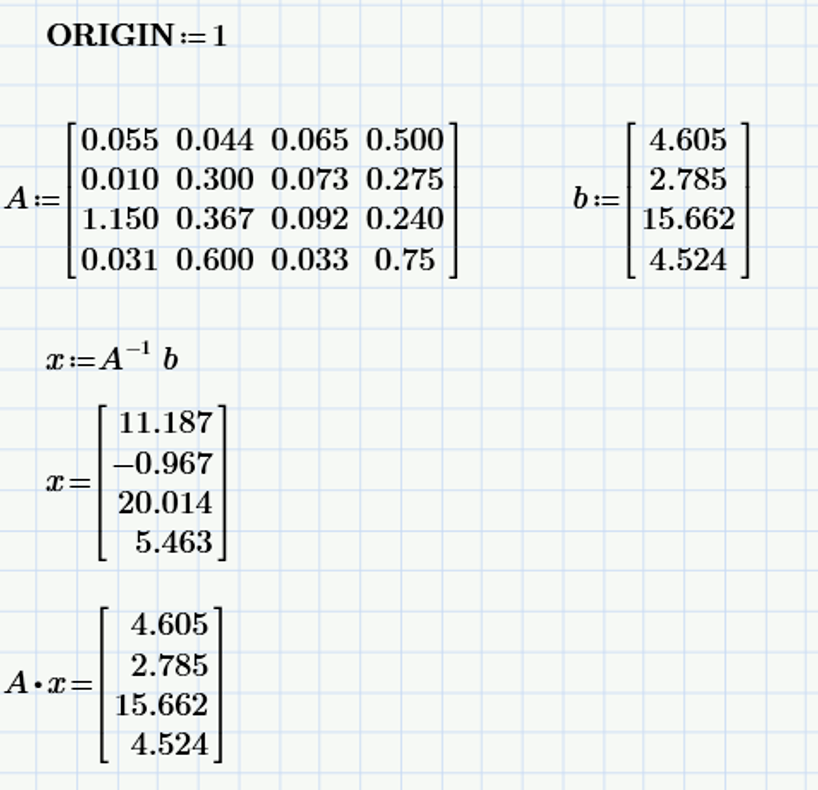 ORIGIN:=1
A:=[0.055 0.044 0.065 0.500
0.010 0.300 0.073 0.275
1.150 0.367 0.092 0.240
0.031 0.600 0.033 0.75]
b:=[4.605
2.785
15.662
4.524]
x:=A⁻¹ b
x=[11.187
−0.967
20.014
5.463]
A·x=[4.605
2.785
15.662
4.524]